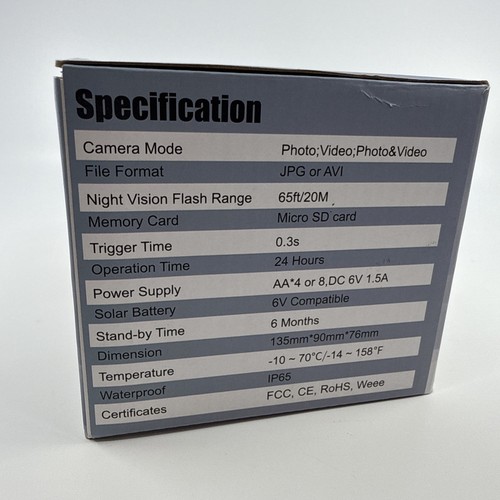 Specification
Camera Mode Photo;Video;Photo&Video
File Format JPG or AVI
Night Vision Flash Range 65ft/20M
Memory Card Micro SD card
Trigger Time 0.3s
Operation Time 24 Hours
Power Supply AA*4 or 8,DC 6V 1.5A
Solar Battery 6V Compatible
Stand-by Time 6 Months
Dimension 135mm*90mm*76mm
Temperature -10 ~ 70℃/-14 ~ 158℉
Waterproof IP65
Certificates FCC, CE, RoHS, Weee